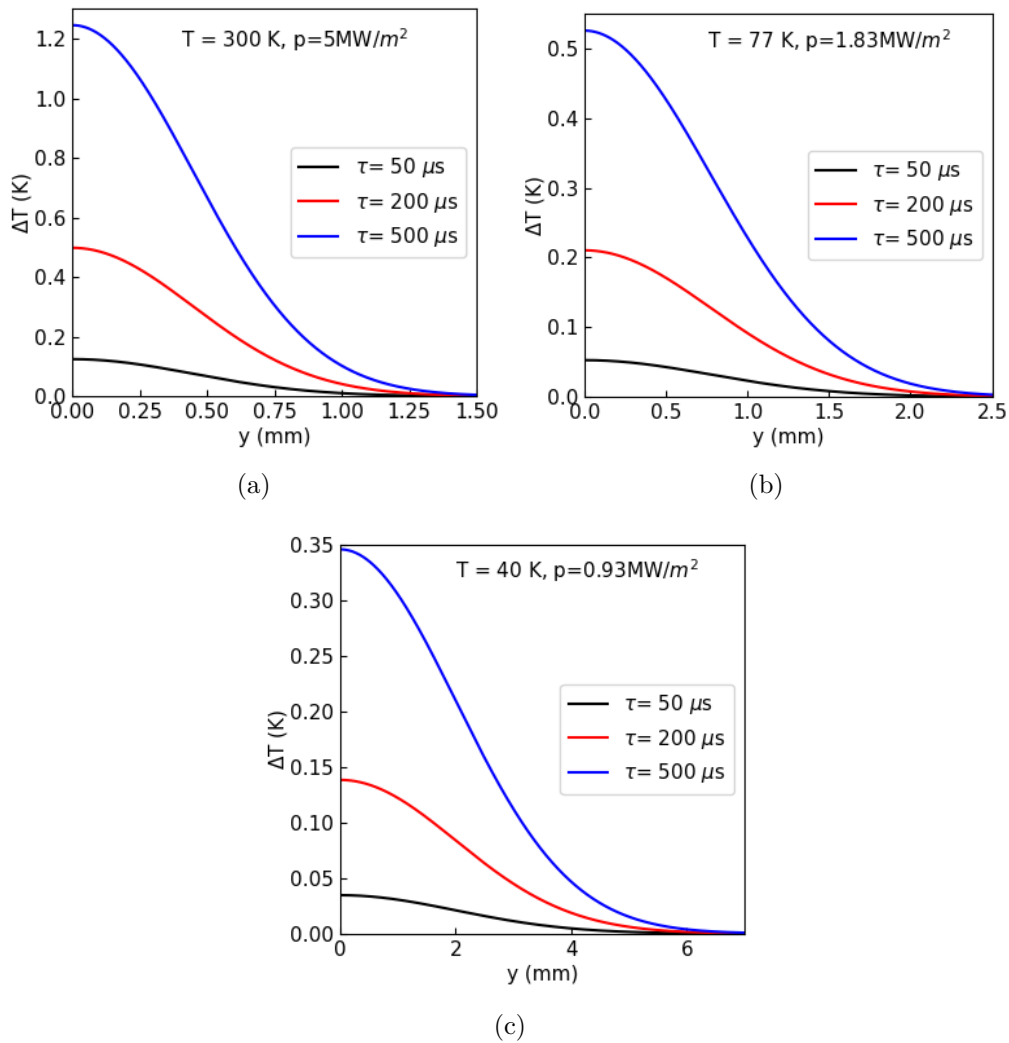 T = 300 K, p=5MW/m²
ΔT (K)
1.2
1.0
0.8
0.6
0.4
0.2
0.0
τ= 50 μs
τ= 200 μs
τ= 500 μs
0.00 0.25 0.50 0.75 1.00 1.25 1.50
y (mm)
(a)
T = 77 K, p=1.83MW/m²
ΔT (K)
0.5
0.4
0.3
0.2
0.1
0.0
τ= 50 μs
τ= 200 μs
τ= 500 μs
0.0 0.5 1.0 1.5 2.0 2.5
y (mm)
(b)
T = 40 K, p=0.93MW/m²
ΔT (K)
0.35
0.30
0.25
0.20
0.15
0.10
0.05
0.00
τ= 50 μs
τ= 200 μs
τ= 500 μs
0 2 4 6
y (mm)
(c)